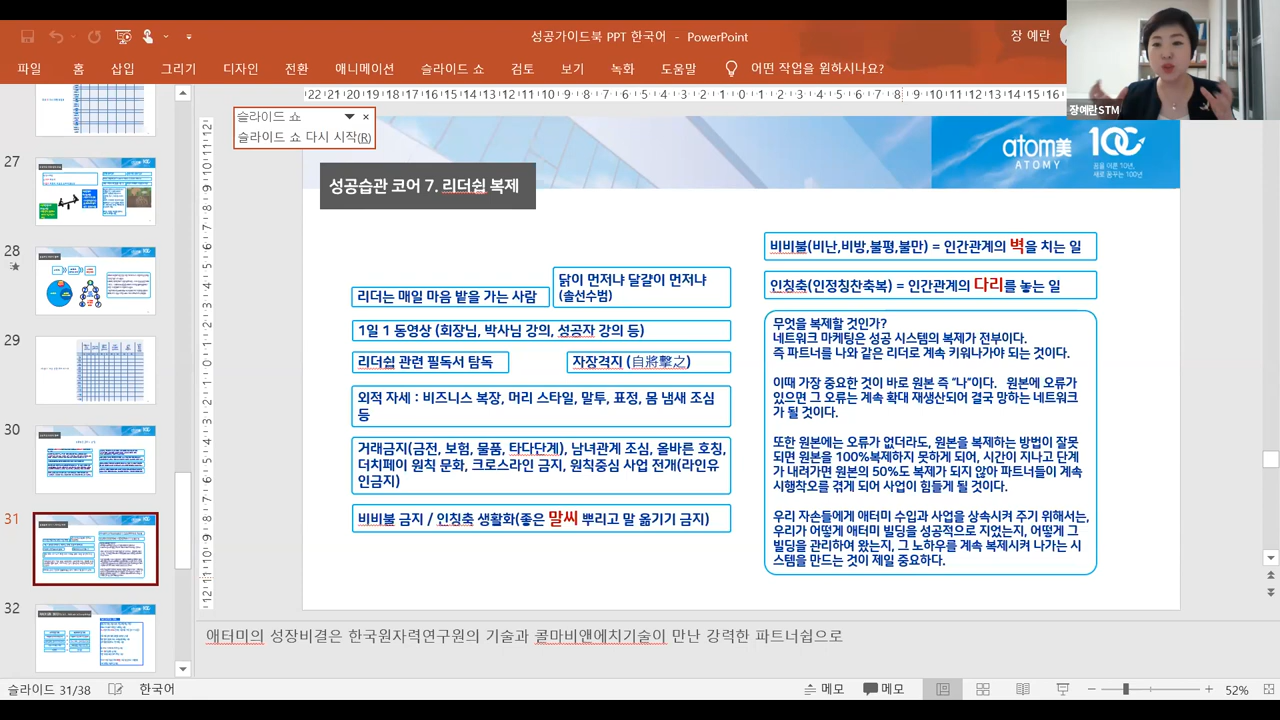 성공가이드북 PPT 한국어 - PowerPoint
장 예란
파일 홈 삽입 그리기 디자인 전환 애니메이션 슬라이드 쇼 검토 보기 녹화 도움말 어떤 작업을 원하시나요?
장예란STM
슬라이드 쇼
슬라이드 쇼 다시 시작(R)
atom美
ATOMY
100
꿈을 이룬 10년,
새로 꿈꾸는 100년
성공습관 코어 7. 리더쉽 복제
리더는 매일 마음 밭을 가는 사람
닭이 먼저냐 달걀이 먼저냐
(솔선수범)
1일 1 동영상 (회장님, 박사님 강의, 성공자 강의 등)
리더쉽 관련 필독서 탐독
자장격지 (自將擊之)
외적 자세 : 비즈니스 복장, 머리 스타일, 말투, 표정, 몸 냄새 조심
등
거래금지(금전, 보험, 물품, 타다단계), 남녀관계 조심, 올바른 호칭,
더치페이 원칙 문화, 크로스라인 금지, 원칙중심 사업 전개(라인유
인금지)
비비불 금지 / 인칭축 생활화(좋은 말씨 뿌리고 말 옮기기 금지)
비비불(비난,비방,불평,불만) = 인간관계의 벽을 치는 일
인칭축(인정칭찬축복) = 인간관계의 다리를 놓는 일
무엇을 복제할 것인가?
네트워크 마케팅은 성공 시스템의 복제가 전부이다.
즉 파트너를 나와 같은 리더로 계속 키워나가야 되는 것이다.
이때 가장 중요한 것이 바로 원본 즉 “나”이다. 원본에 오류가
있으면 그 오류는 계속 확대 재생산되어 결국 망하는 네트워크
가 될 것이다.
또한 원본에는 오류가 없더라도, 원본을 복제하는 방법이 잘못
되면 원본을 100%복제하지 못하게 되며, 시간이 지나고 단계
가 내려가면서 원본의 50%도 복제가 되지 않아 파트너들이 계속
시행착오를 겪게 되어 사업이 힘들게 될 것이다.
우리 자손들에게 애터미 수입과 사업을 상속시켜 주기 위해서는,
우리가 어떻게 애터미 빌딩을 성공적으로 지었는지, 어떻게 그
빌딩을 관리하여 왔는지, 그 노하우를 계속 복제시켜 나가는 시
스템을 만드는 것이 제일 중요하다.
27
28
29
30
31
32
애터미의 성장비결은 한국원자력연구원의 기술과 콜마비앤에치기술이 만난 강력한 파트너쉽으로
슬라이드 31/38 한국어 메모 메모 52%